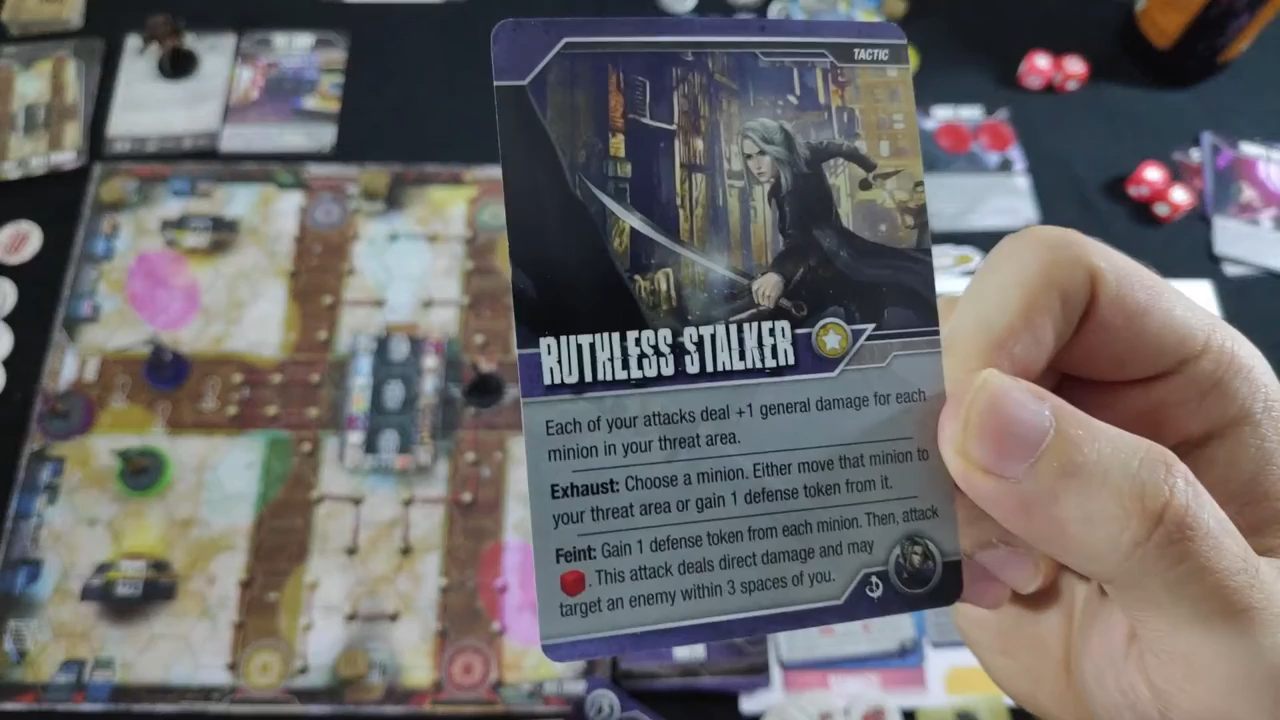 TACTIC
RUTHLESS STALKER
Each of your attacks deal +1 general damage for each
minion in your threat area.
Exhaust: Choose a minion. Either move that minion to
your threat area or gain 1 defense token from it.
Feint: Gain 1 defense token from each minion. Then, attack
. This attack deals direct damage and may
target an enemy within 3 spaces of you.